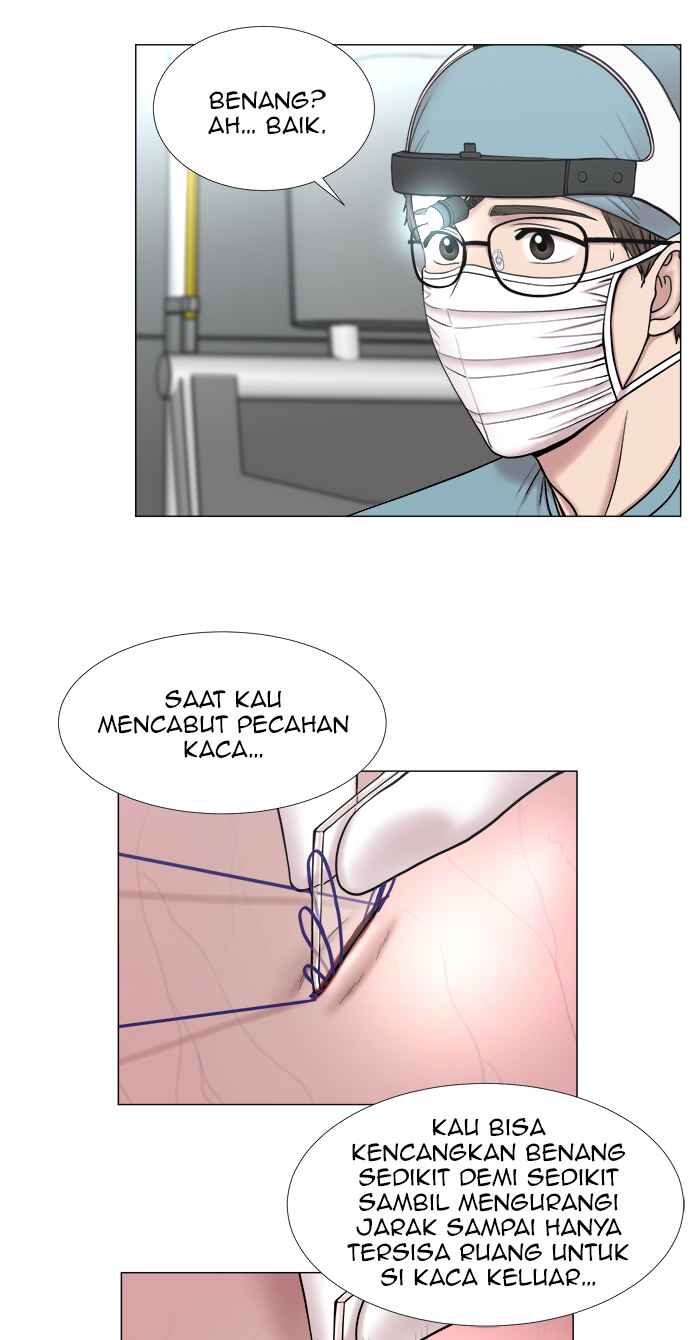 BENANG?
AH... BAIK.
SAAT KAU
MENCABUT PECAHAN
KACA...
KAU BISA
KENCANGKAN BENANG
SEDIKIT DEMI SEDIKIT
SAMBIL MENGURANGI
JARAK SAMPAI HANYA
TERSISA RUANG UNTUK
SI KACA KELUAR...